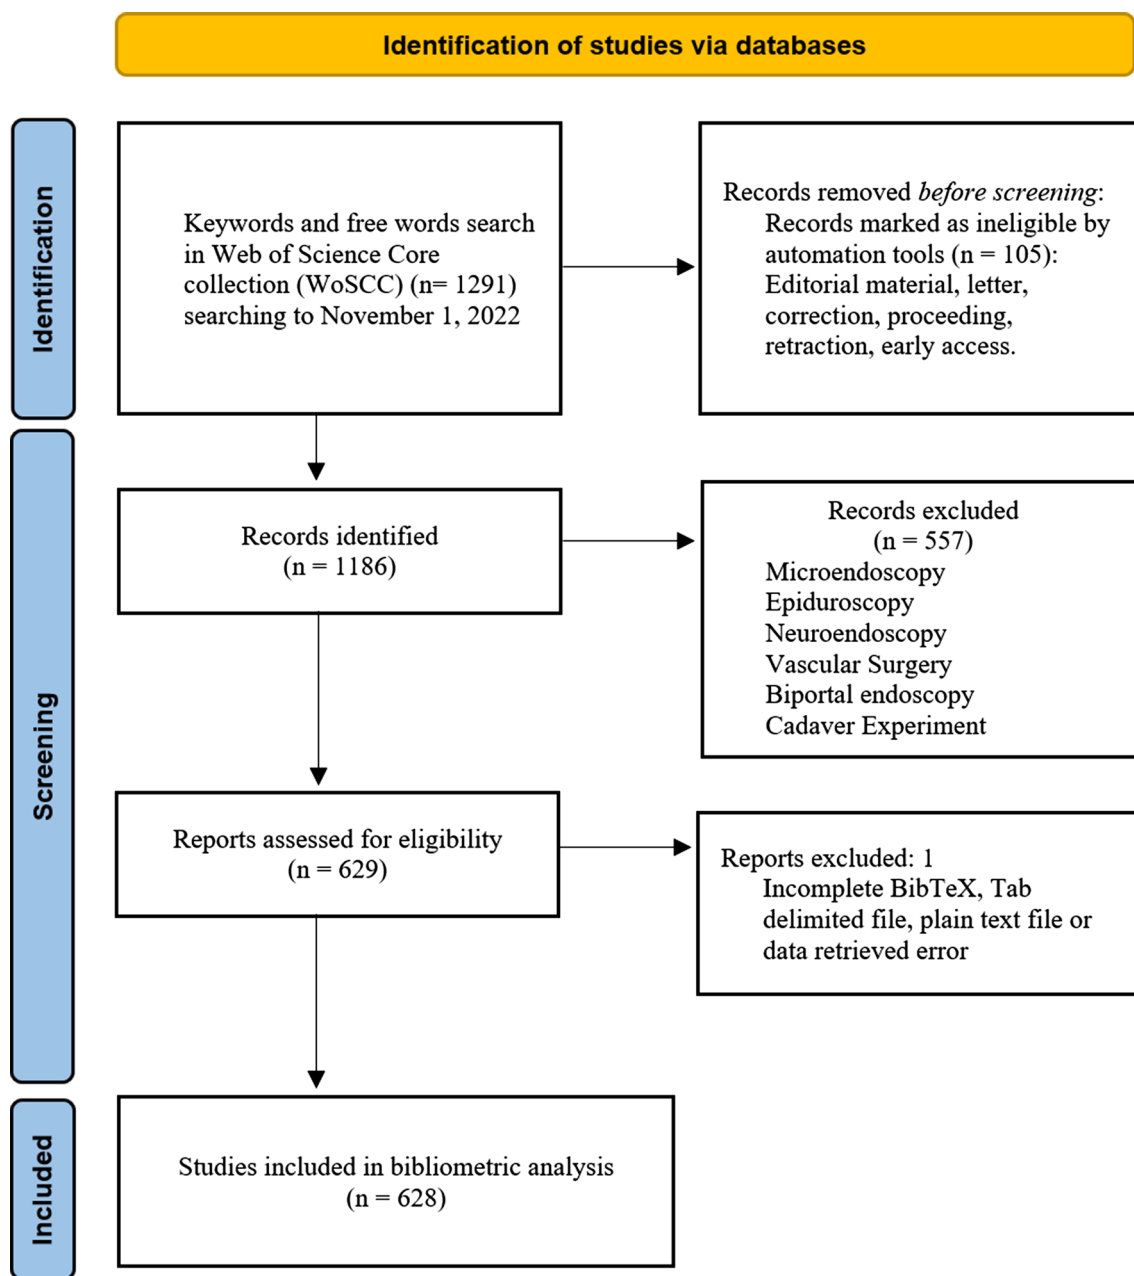 Identification of studies via databases
Identification
Keywords and free words search
in Web of Science Core
collection (WoSCC) (n= 1291)
searching to November 1, 2022
Records removed before screening:
Records marked as ineligible by
automation tools (n = 105):
Editorial material, letter,
correction, proceeding,
retraction, early access.
Screening
Records identified
(n = 1186)
Records excluded
(n = 557)
Microendoscopy
Epiduroscopy
Neuroendoscopy
Vascular Surgery
Biportal endoscopy
Cadaver Experiment
Reports assessed for eligibility
(n = 629)
Reports excluded: 1
Incomplete BibTeX, Tab
delimited file, plain text file or
data retrieved error
Included
Studies included in bibliometric analysis
(n = 628)